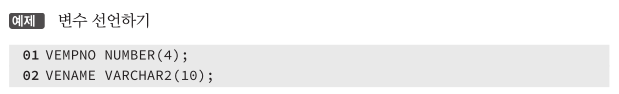 예제 변수 선언하기
01 VEMPNO NUMBER(4);
02 VENAME VARCHAR2(10);